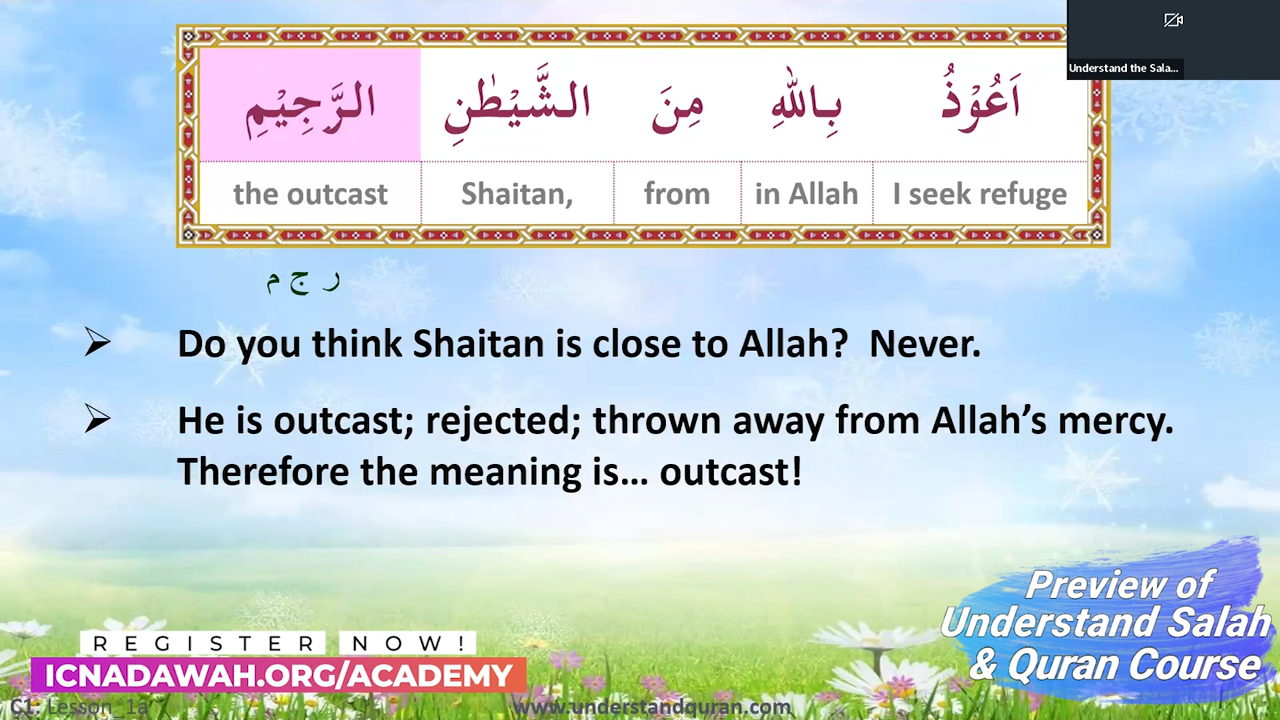 اَعُوْذُ بِاللّٰهِ مِنَ الشَّيْطٰنِ الرَّجِيْمِ
the outcast Shaitan, from in Allah I seek refuge
Understand the Sala...
ر ج م
➢ Do you think Shaitan is close to Allah? Never.
➢ He is outcast; rejected; thrown away from Allah’s mercy.
Therefore the meaning is... outcast!
Preview of
Understand Salah
& Quran Course
REGISTER NOW!
ICNADAWAH.ORG/ACADEMY
C1: Lesson_1a
www.understandquran.com